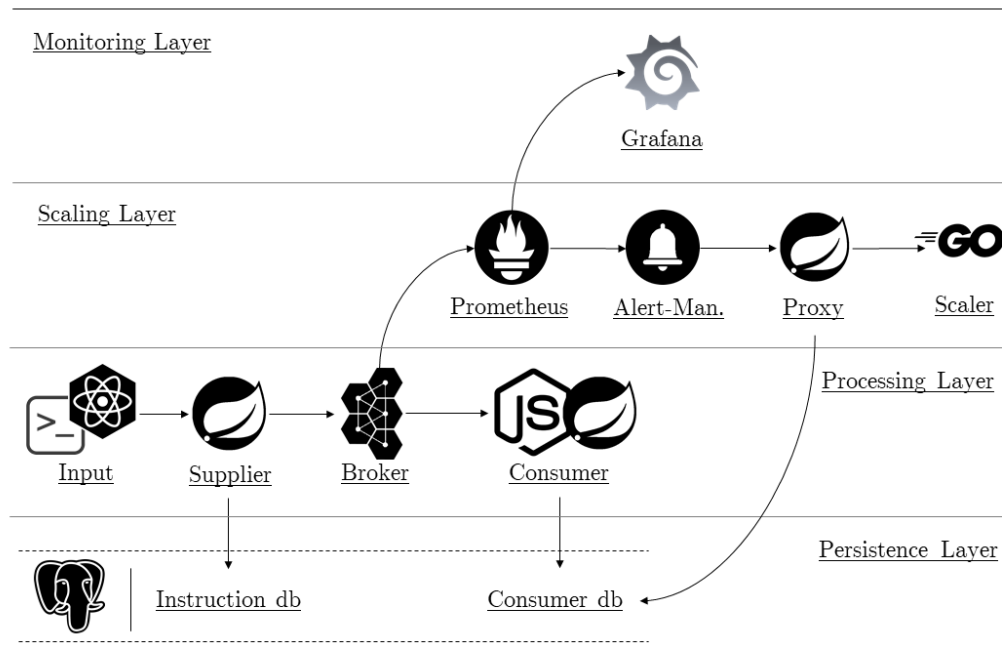 Monitoring Layer
Grafana
Scaling Layer
GO
Prometheus
Alert-Man.
Proxy
Scaler
Processing Layer
>_
JS
Input
Supplier
Broker
Consumer
Persistence Layer
Instruction db
Consumer db